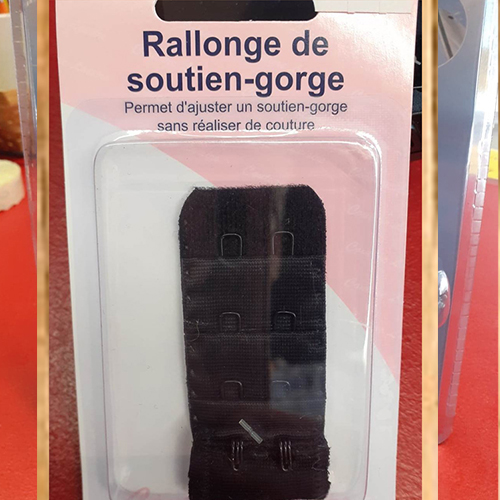 Rallonge de
soutien-gorge
Permet d'ajuster un soutien-gorge
sans réaliser de couture